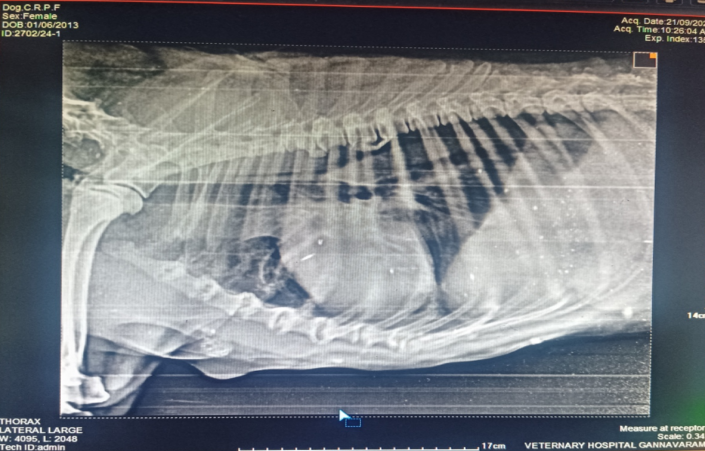 Dog,C.R.P.F
Sex:Female
DOB:01/06/2013
ID:2702/24-1
Acq. Date:21/09/20
Acq. Time:10:26:04 A
Exp. Index:13
THORAX
LATERAL LARGE
W: 4095, L: 2048
Tech ID:admin
17cm
14c
Measure at recepto
Scale: 0.34
VETERINARY HOSPITAL GANNAVARAM